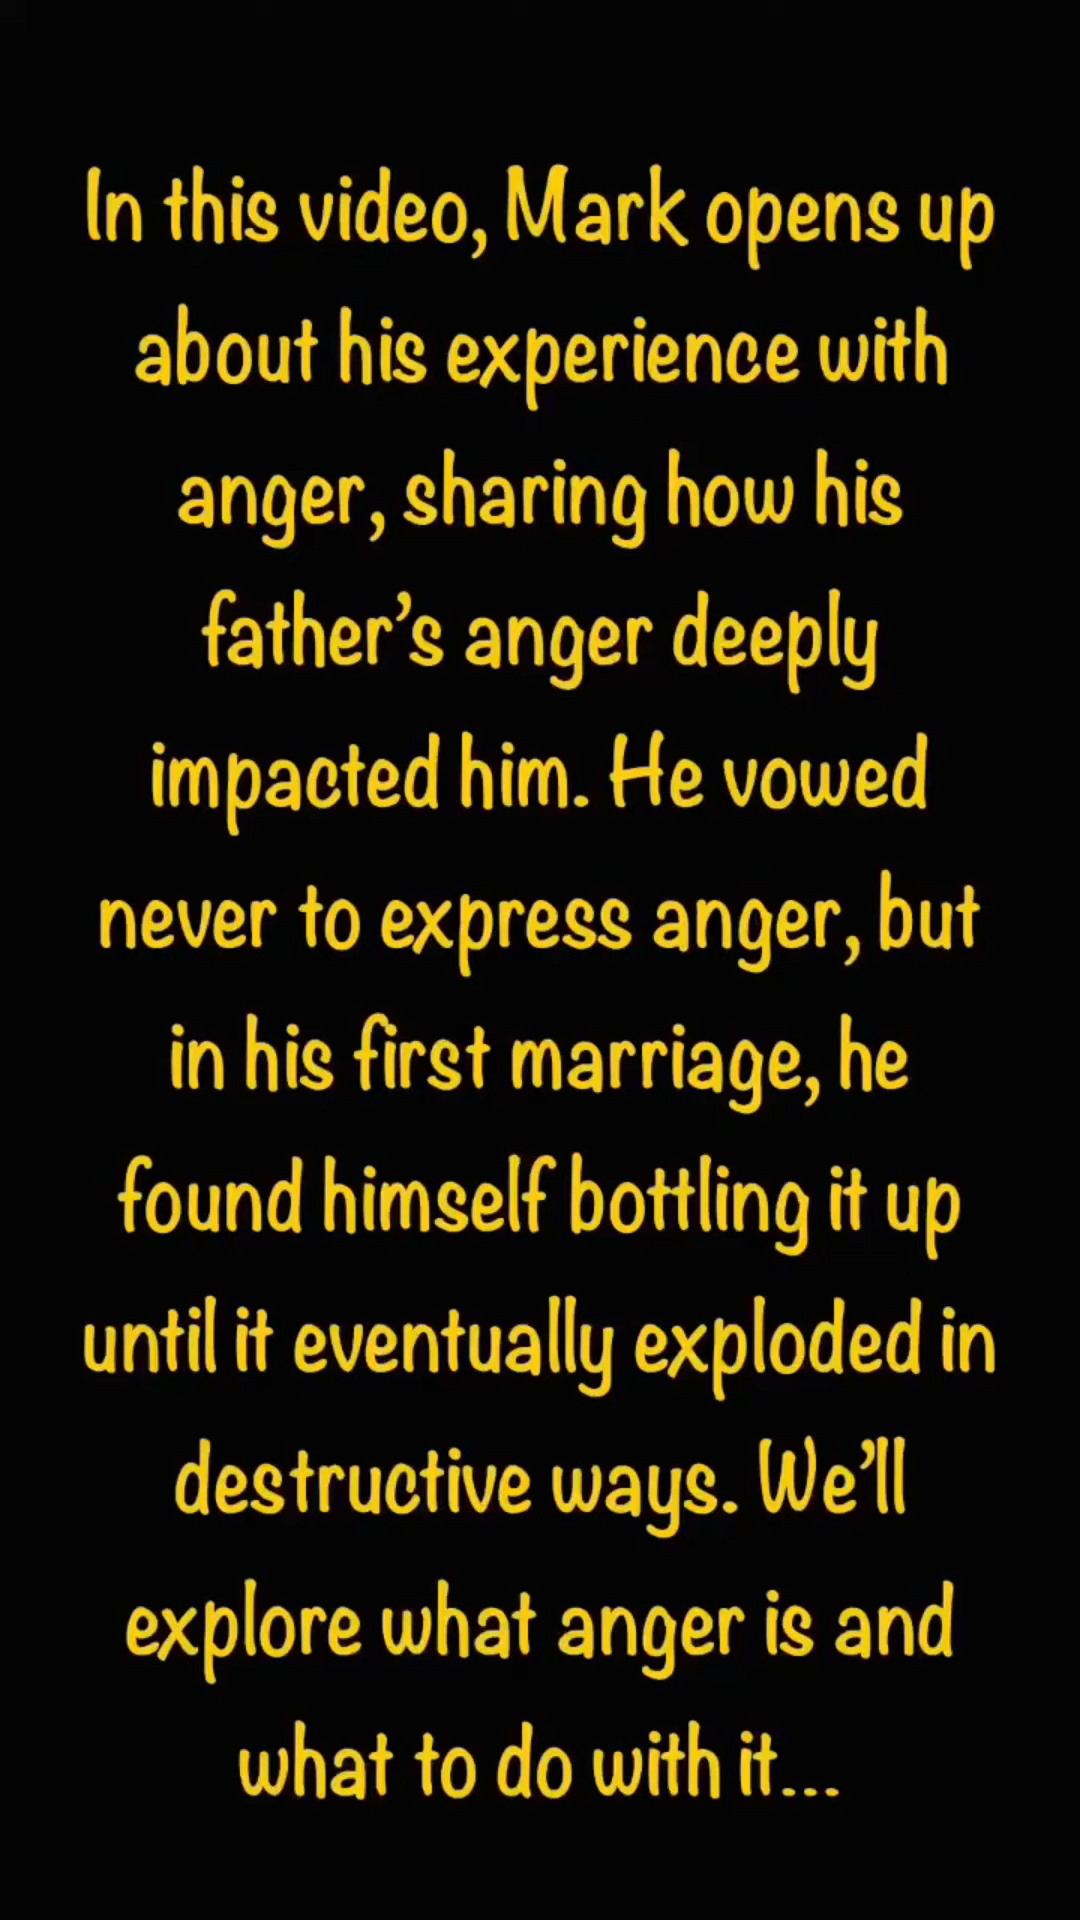 In this video, Mark opens up
about his experience with
anger, sharing how his
father’s anger deeply
impacted him. He vowed
never to express anger, but
in his first marriage, he
found himself bottling it up
until it eventually exploded in
destructive ways. We’ll
explore what anger is and
what to do with it...